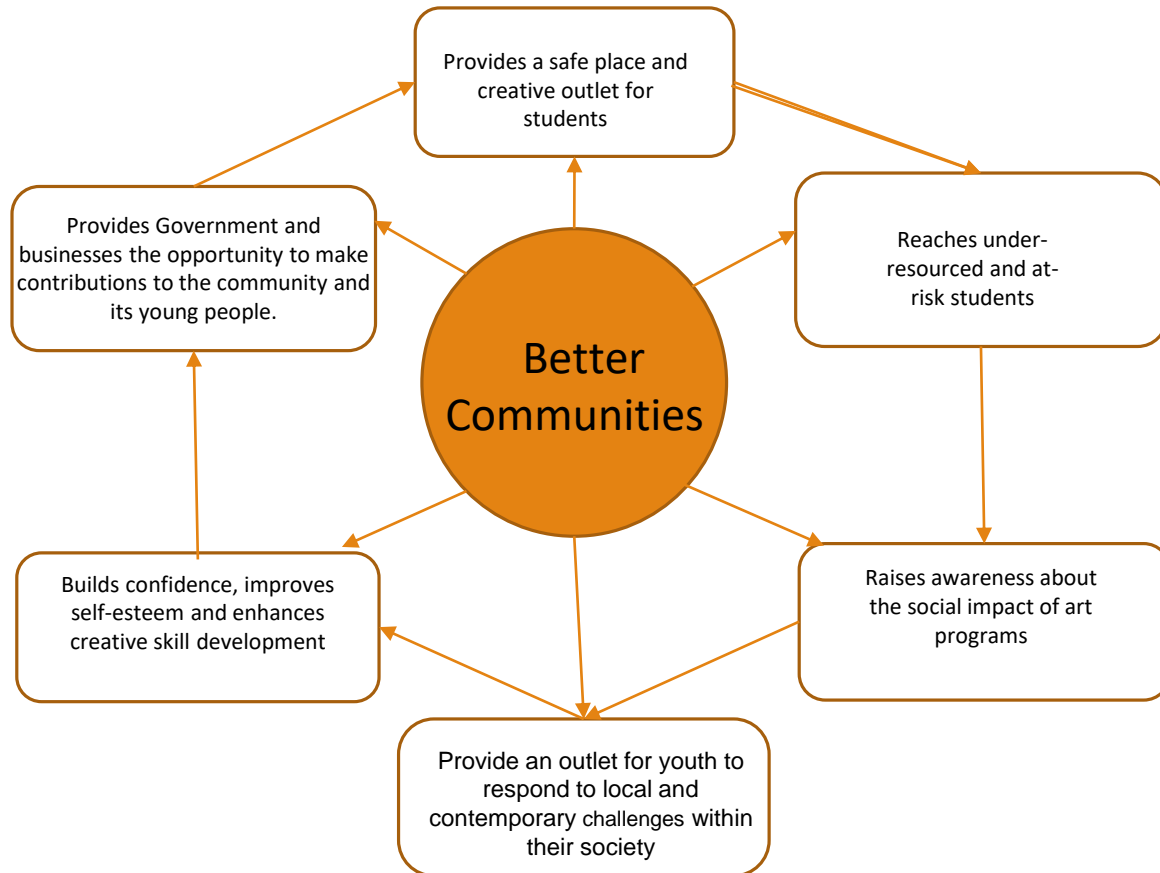 Provides a safe place and
creative outlet for
students
Provides Government and
businesses the opportunity to make
contributions to the community and
its young people.
Reaches under-
resourced and at-
risk students
Better
Communities
Builds confidence, improves
self-esteem and enhances
creative skill development
Raises awareness about
the social impact of art
programs
Provide an outlet for youth to
respond to local and
contemporary challenges within
their society